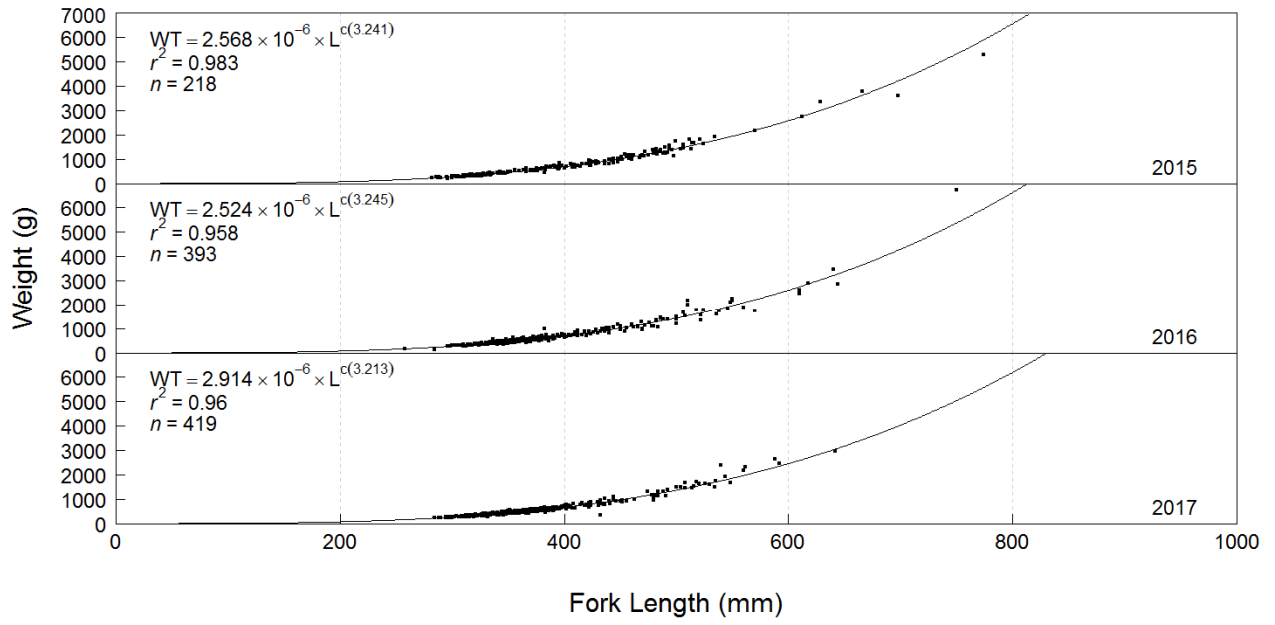 7000
6000
5000
4000
3000
2000
1000
0
WT = 2.568 × 10⁻⁶ × L^c(3.241)
r² = 0.983
n = 218
2015
6000
5000
4000
3000
2000
1000
0
WT = 2.524 × 10⁻⁶ × L^c(3.245)
r² = 0.958
n = 393
2016
6000
5000
4000
3000
2000
1000
0
WT = 2.914 × 10⁻⁶ × L^c(3.213)
r² = 0.96
n = 419
2017
Weight (g)
0 200 400 600 800 1000
Fork Length (mm)